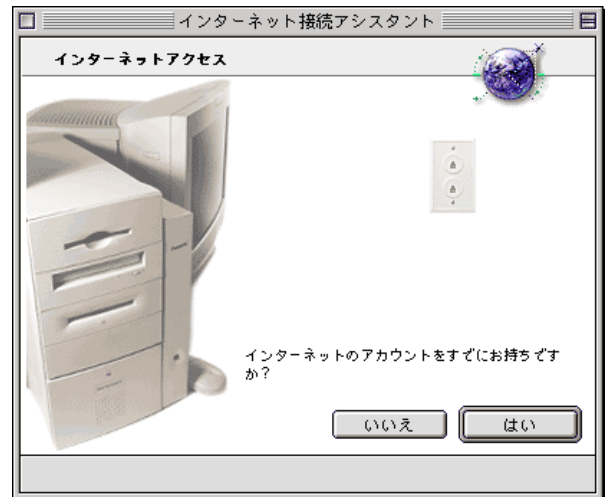 インターネット接続アシスタント
インターネットアクセス
インターネットのアカウントをすでにお持ちです
か？
いいえ
はい